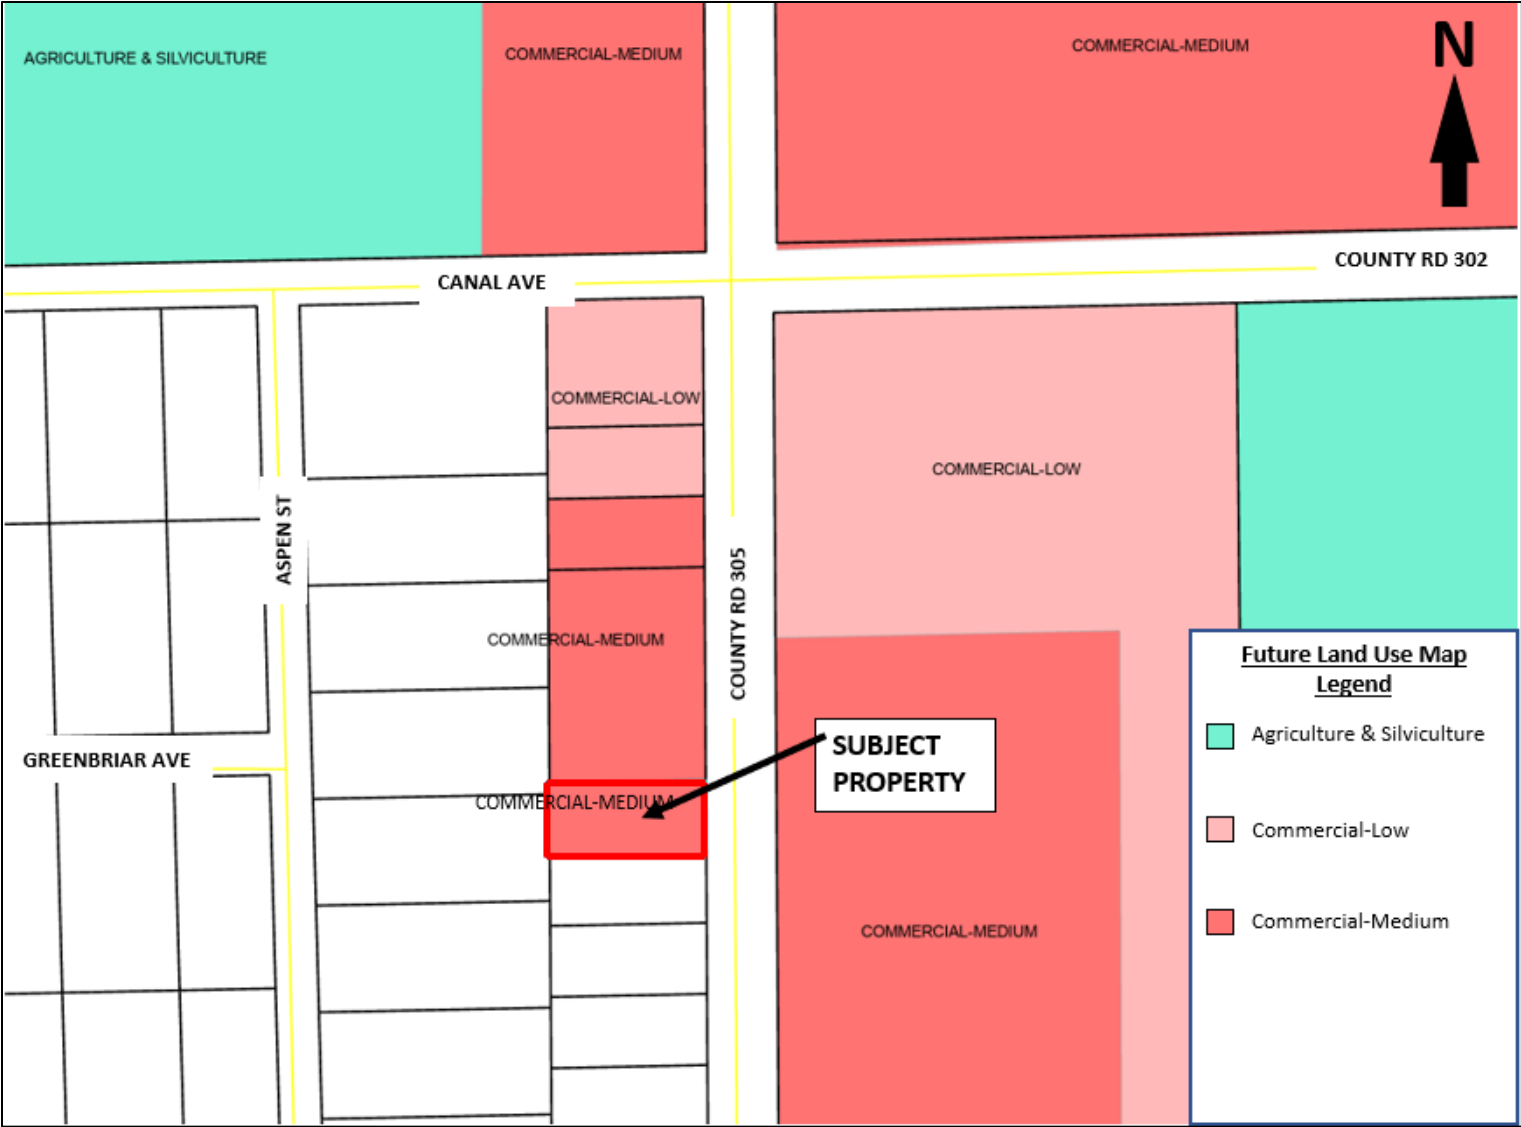 AGRICULTURE & SILVICULTURE
COMMERCIAL-MEDIUM
COMMERCIAL-MEDIUM
N
CANAL AVE
COUNTY RD 302
COMMERCIAL-LOW
COMMERCIAL-LOW
ASPEN ST
COUNTY RD 305
COMMERCIAL-MEDIUM
GREENBRIAR AVE
COMMERCIAL-MEDIUM
SUBJECT
PROPERTY
COMMERCIAL-MEDIUM
Future Land Use Map
Legend
Agriculture & Silviculture
Commercial-Low
Commercial-Medium